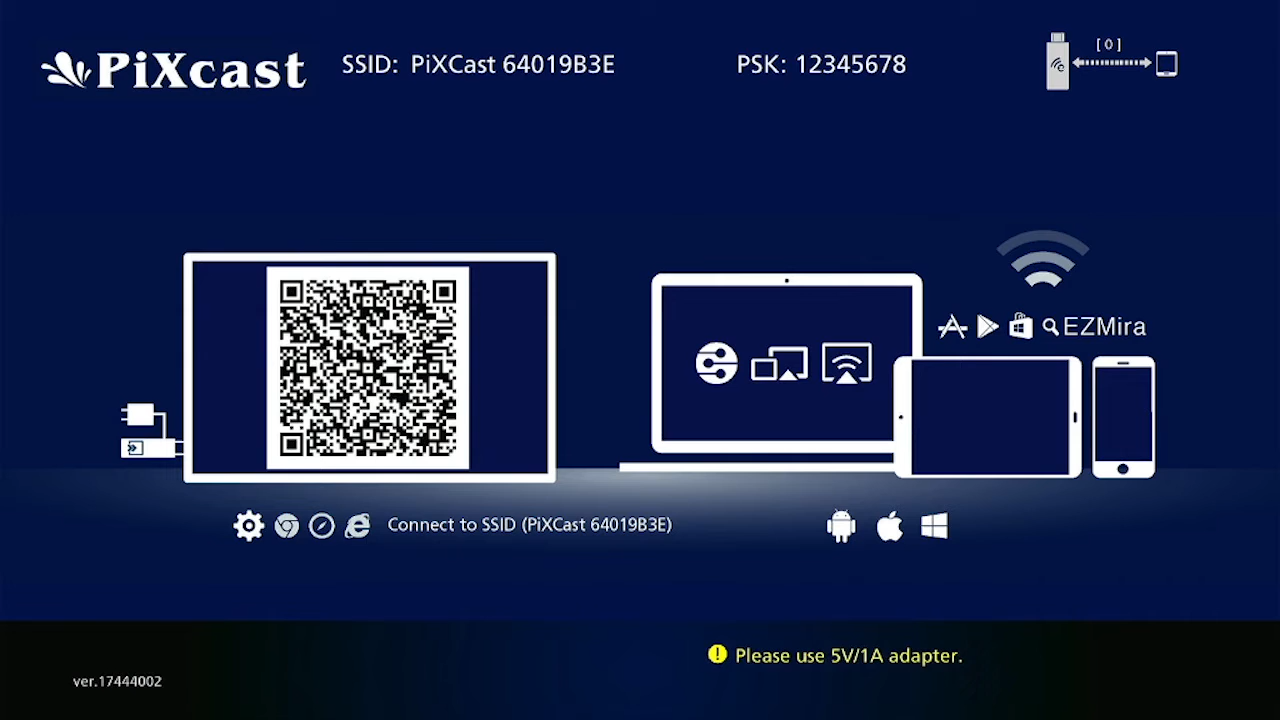 PiXcast
SSID: PiXCast 64019B3E
PSK: 12345678
[0]
EZMira
Connect to SSID (PiXCast 64019B3E)
Please use 5V/1A adapter.
ver.17444002